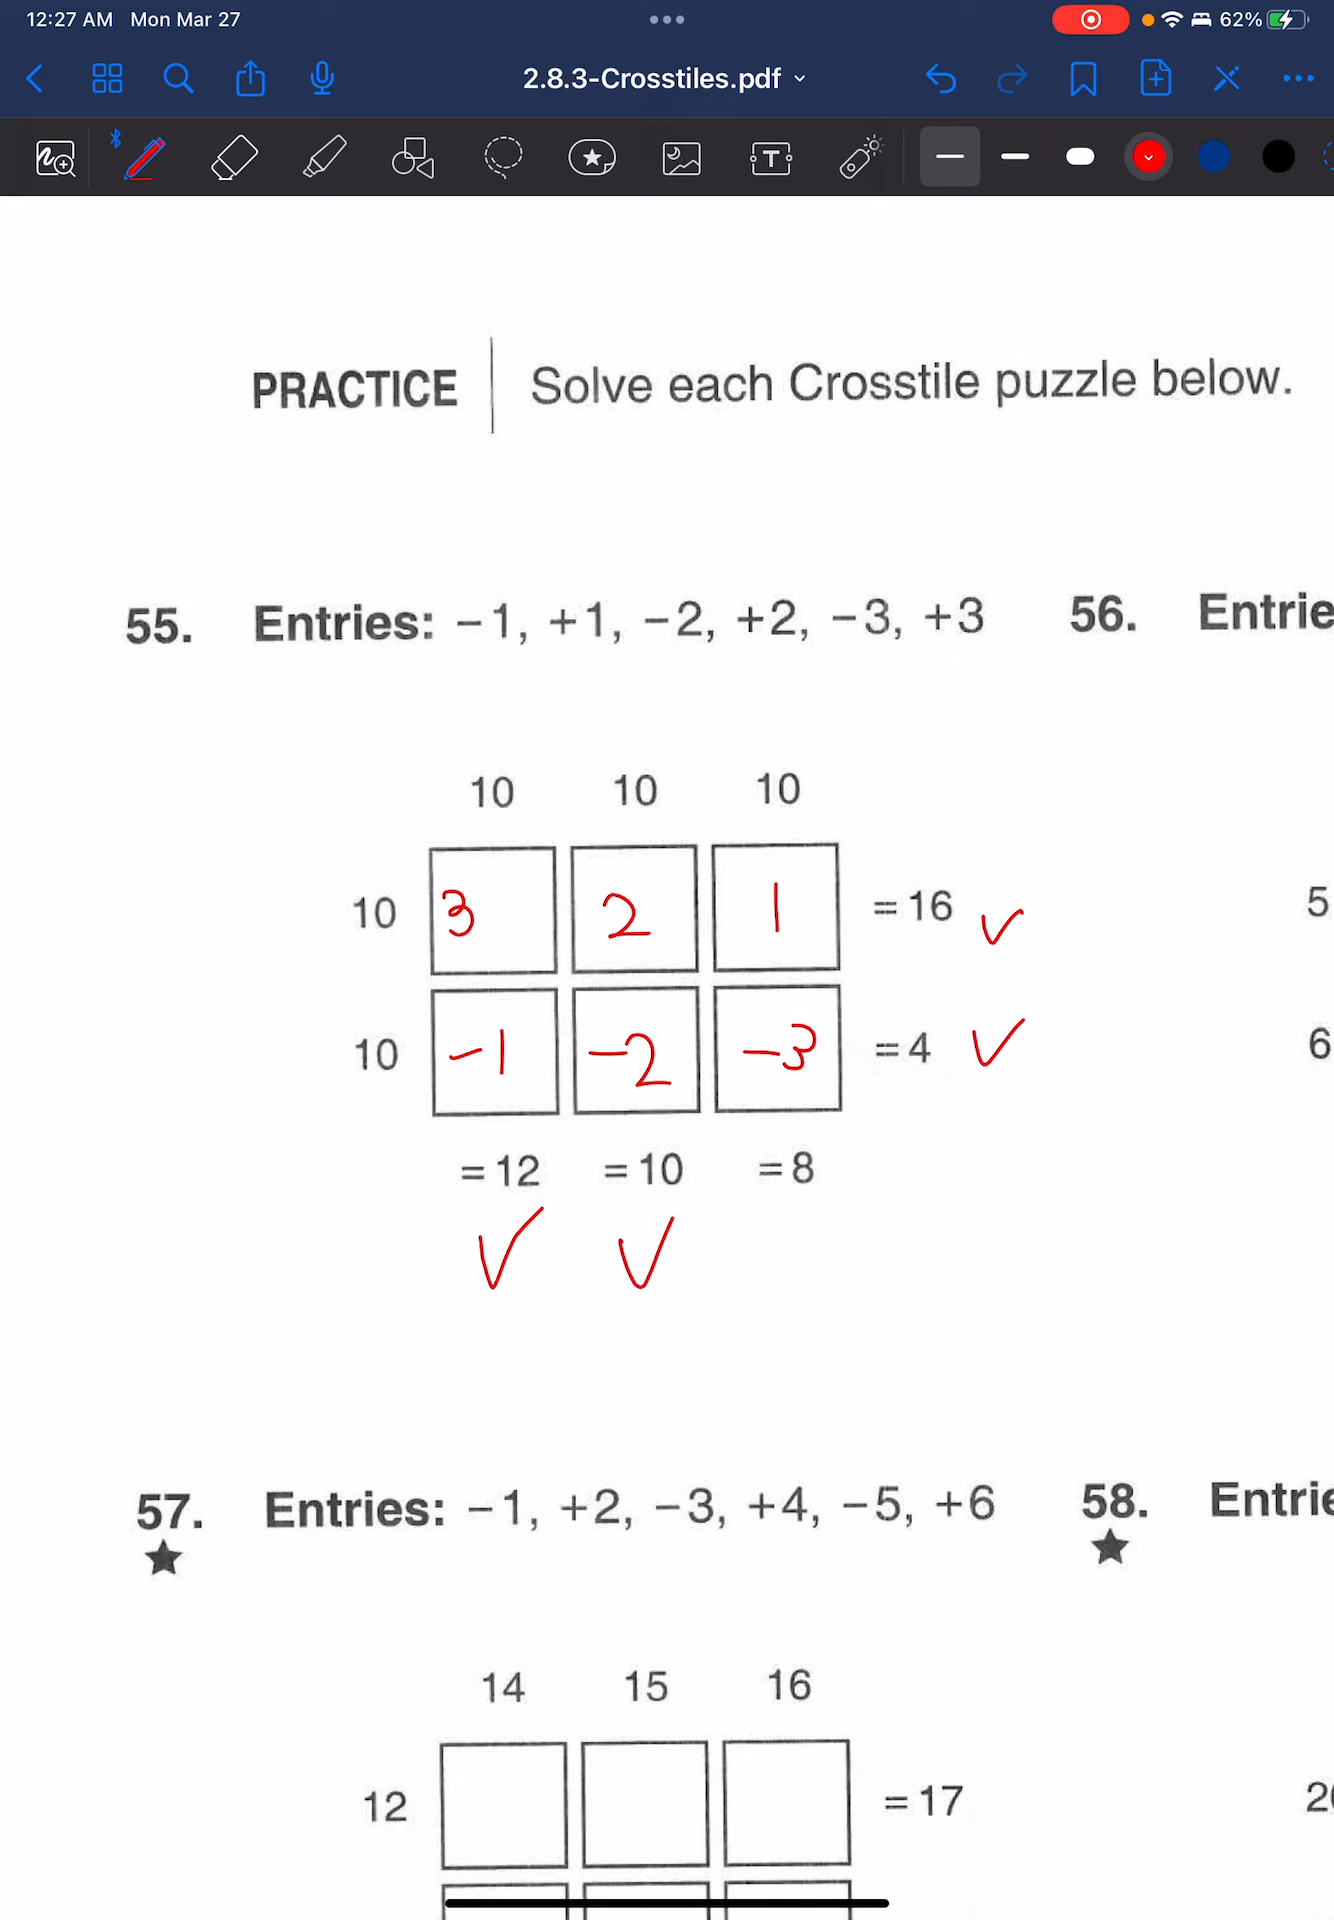 12:27 AM Mon Mar 27 62%
2.8.3-Crosstiles.pdf
T
PRACTICE Solve each Crosstile puzzle below.
55. Entries: −1, +1, −2, +2, −3, +3 56. Entrie
10 10 10
10 3 2 1 = 16 5
10 −1 −2 −3 = 4 6
= 12 = 10 = 8
57. Entries: −1, +2, −3, +4, −5, +6 58. Entrie
14 15 16
12 = 17 2